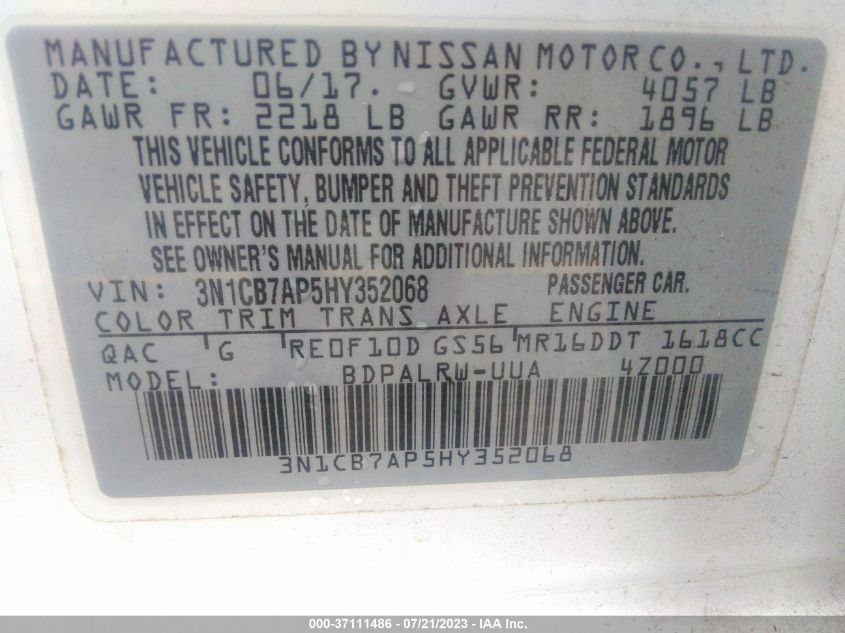 MANUFACTURED BY NISSAN MOTOR CO., LTD.
DATE: 06/17. GVWR: 4057 LB
GAWR FR: 2218 LB GAWR RR: 1896 LB
THIS VEHICLE CONFORMS TO ALL APPLICABLE FEDERAL MOTOR
VEHICLE SAFETY, BUMPER AND THEFT PREVENTION STANDARDS
IN EFFECT ON THE DATE OF MANUFACTURE SHOWN ABOVE.
SEE OWNER'S MANUAL FOR ADDITIONAL INFORMATION.
VIN: 3N1CB7AP5HY352068 PASSENGER CAR.
COLOR TRIM TRANS AXLE ENGINE
QAC G RE0F10D GS56 MR16DDT 1618CC
MODEL: BDPALRW-UUA 4Z000
3N1CB7AP5HY352068
000-37111486 - 07/21/2023 - IAA Inc.